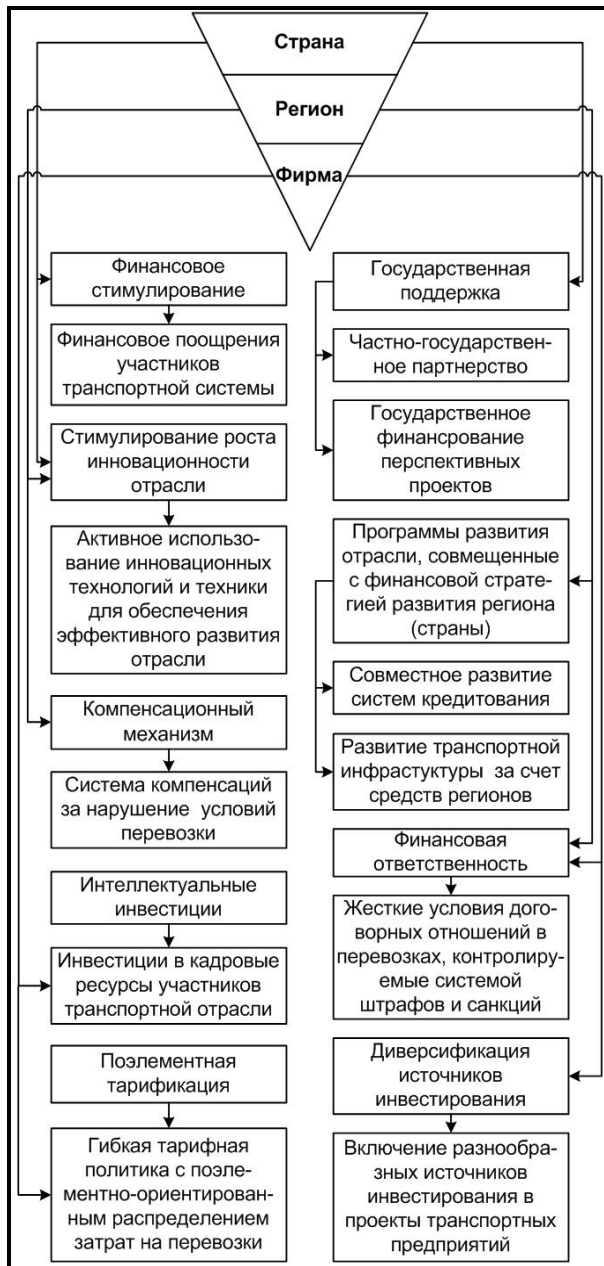 Страна
Регион
Фирма
Финансовое
стимулирование
Финансовое поощрения
участников
транспортной системы
Стимулирование роста
инновационности
отрасли
Активное использо-
вание инновационных
технологий и техники
для обеспечения
эффективного развития
отрасли
Компенсационный
механизм
Система компенсаций
за нарушение условий
перевозки
Интеллектуальные
инвестиции
Инвестиции в кадровые
ресурсы участников
транспортной отрасли
Поэлементная
тарификация
Гибкая тарифная
политика с поэле-
ментно-ориентирован-
ным распределением
затрат на перевозки
Государственная
поддержка
Частно-государствен-
ное партнерство
Государственное
финансрование
перспективных
проектов
Программы развития
отрасли, совмещенные
с финансовой страте-
гией развития региона
(страны)
Совместное развитие
систем кредитования
Развитие транспортной
инфрастуктуры за счет
средств регионов
Финансовая
ответственность
Жесткие условия дого-
ворных отношений в
перевозках, контролиру-
емые системой
штрафов и санкций
Диверсификация
источников
инвестирования
Включение разнообра-
зных источников
инвестирования в
проекты транспортных
предприятий